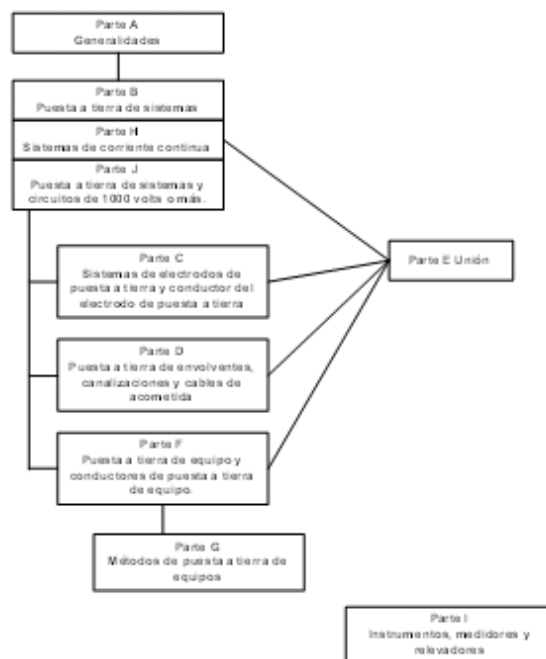 Parte A
Generalidades
Parte B
Puesta a tierra de sistemas
Parte H
Sistemas de corriente continua
Parte J
Puesta a tierra de sistemas y
circuitos de 1000 volts o más.
Parte C
Sistemas de electrodos de
puesta a tierra y conductor del
electrodo de puesta a tierra
Parte E Unión
Parte D
Puesta a tierra de envolventes,
canalizaciones y cables de
acometida
Parte F
Puesta a tierra de equipo y
conductores de puesta a tierra
de equipo.
Parte G
Métodos de puesta a tierra de
equipos
Parte I
Instrumentos, medidores y
relevadores